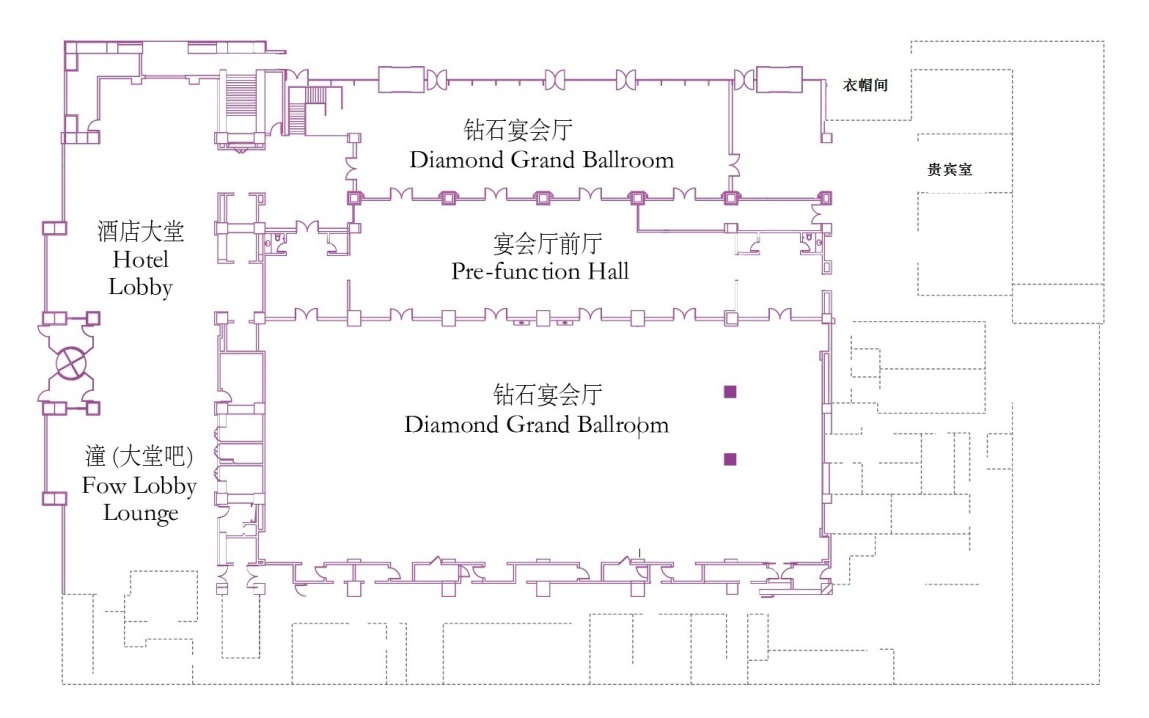 衣帽间
钻石宴会厅
Diamond Grand Ballroom
贵宾室
酒店大堂
Hotel
Lobby
宴会厅前厅
Pre-function Hall
钻石宴会厅
Diamond Grand Ballroom
潼 (大堂吧)
Fow Lobby
Lounge